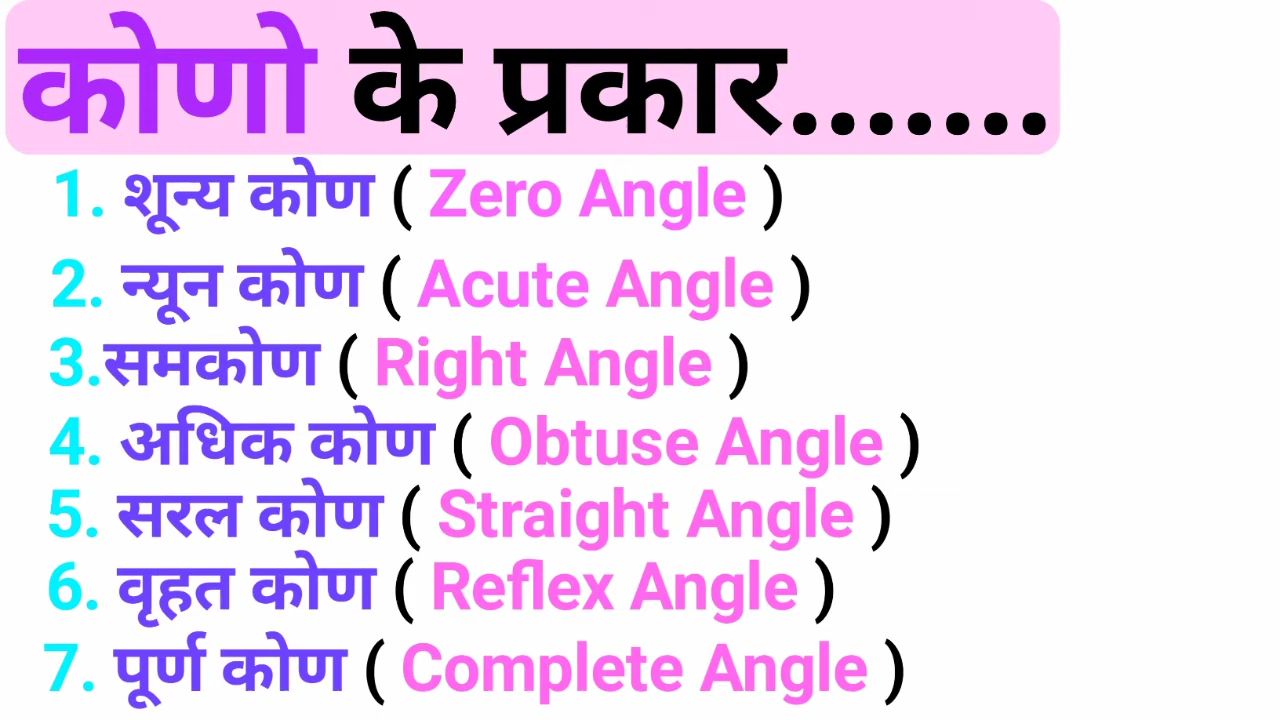 कोणो के प्रकार.......
1. शून्य कोण ( Zero Angle )
2. न्यून कोण ( Acute Angle )
3.समकोण ( Right Angle )
4. अधिक कोण ( Obtuse Angle )
5. सरल कोण ( Straight Angle )
6. वृहत कोण ( Reflex Angle )
7. पूर्ण कोण ( Complete Angle )